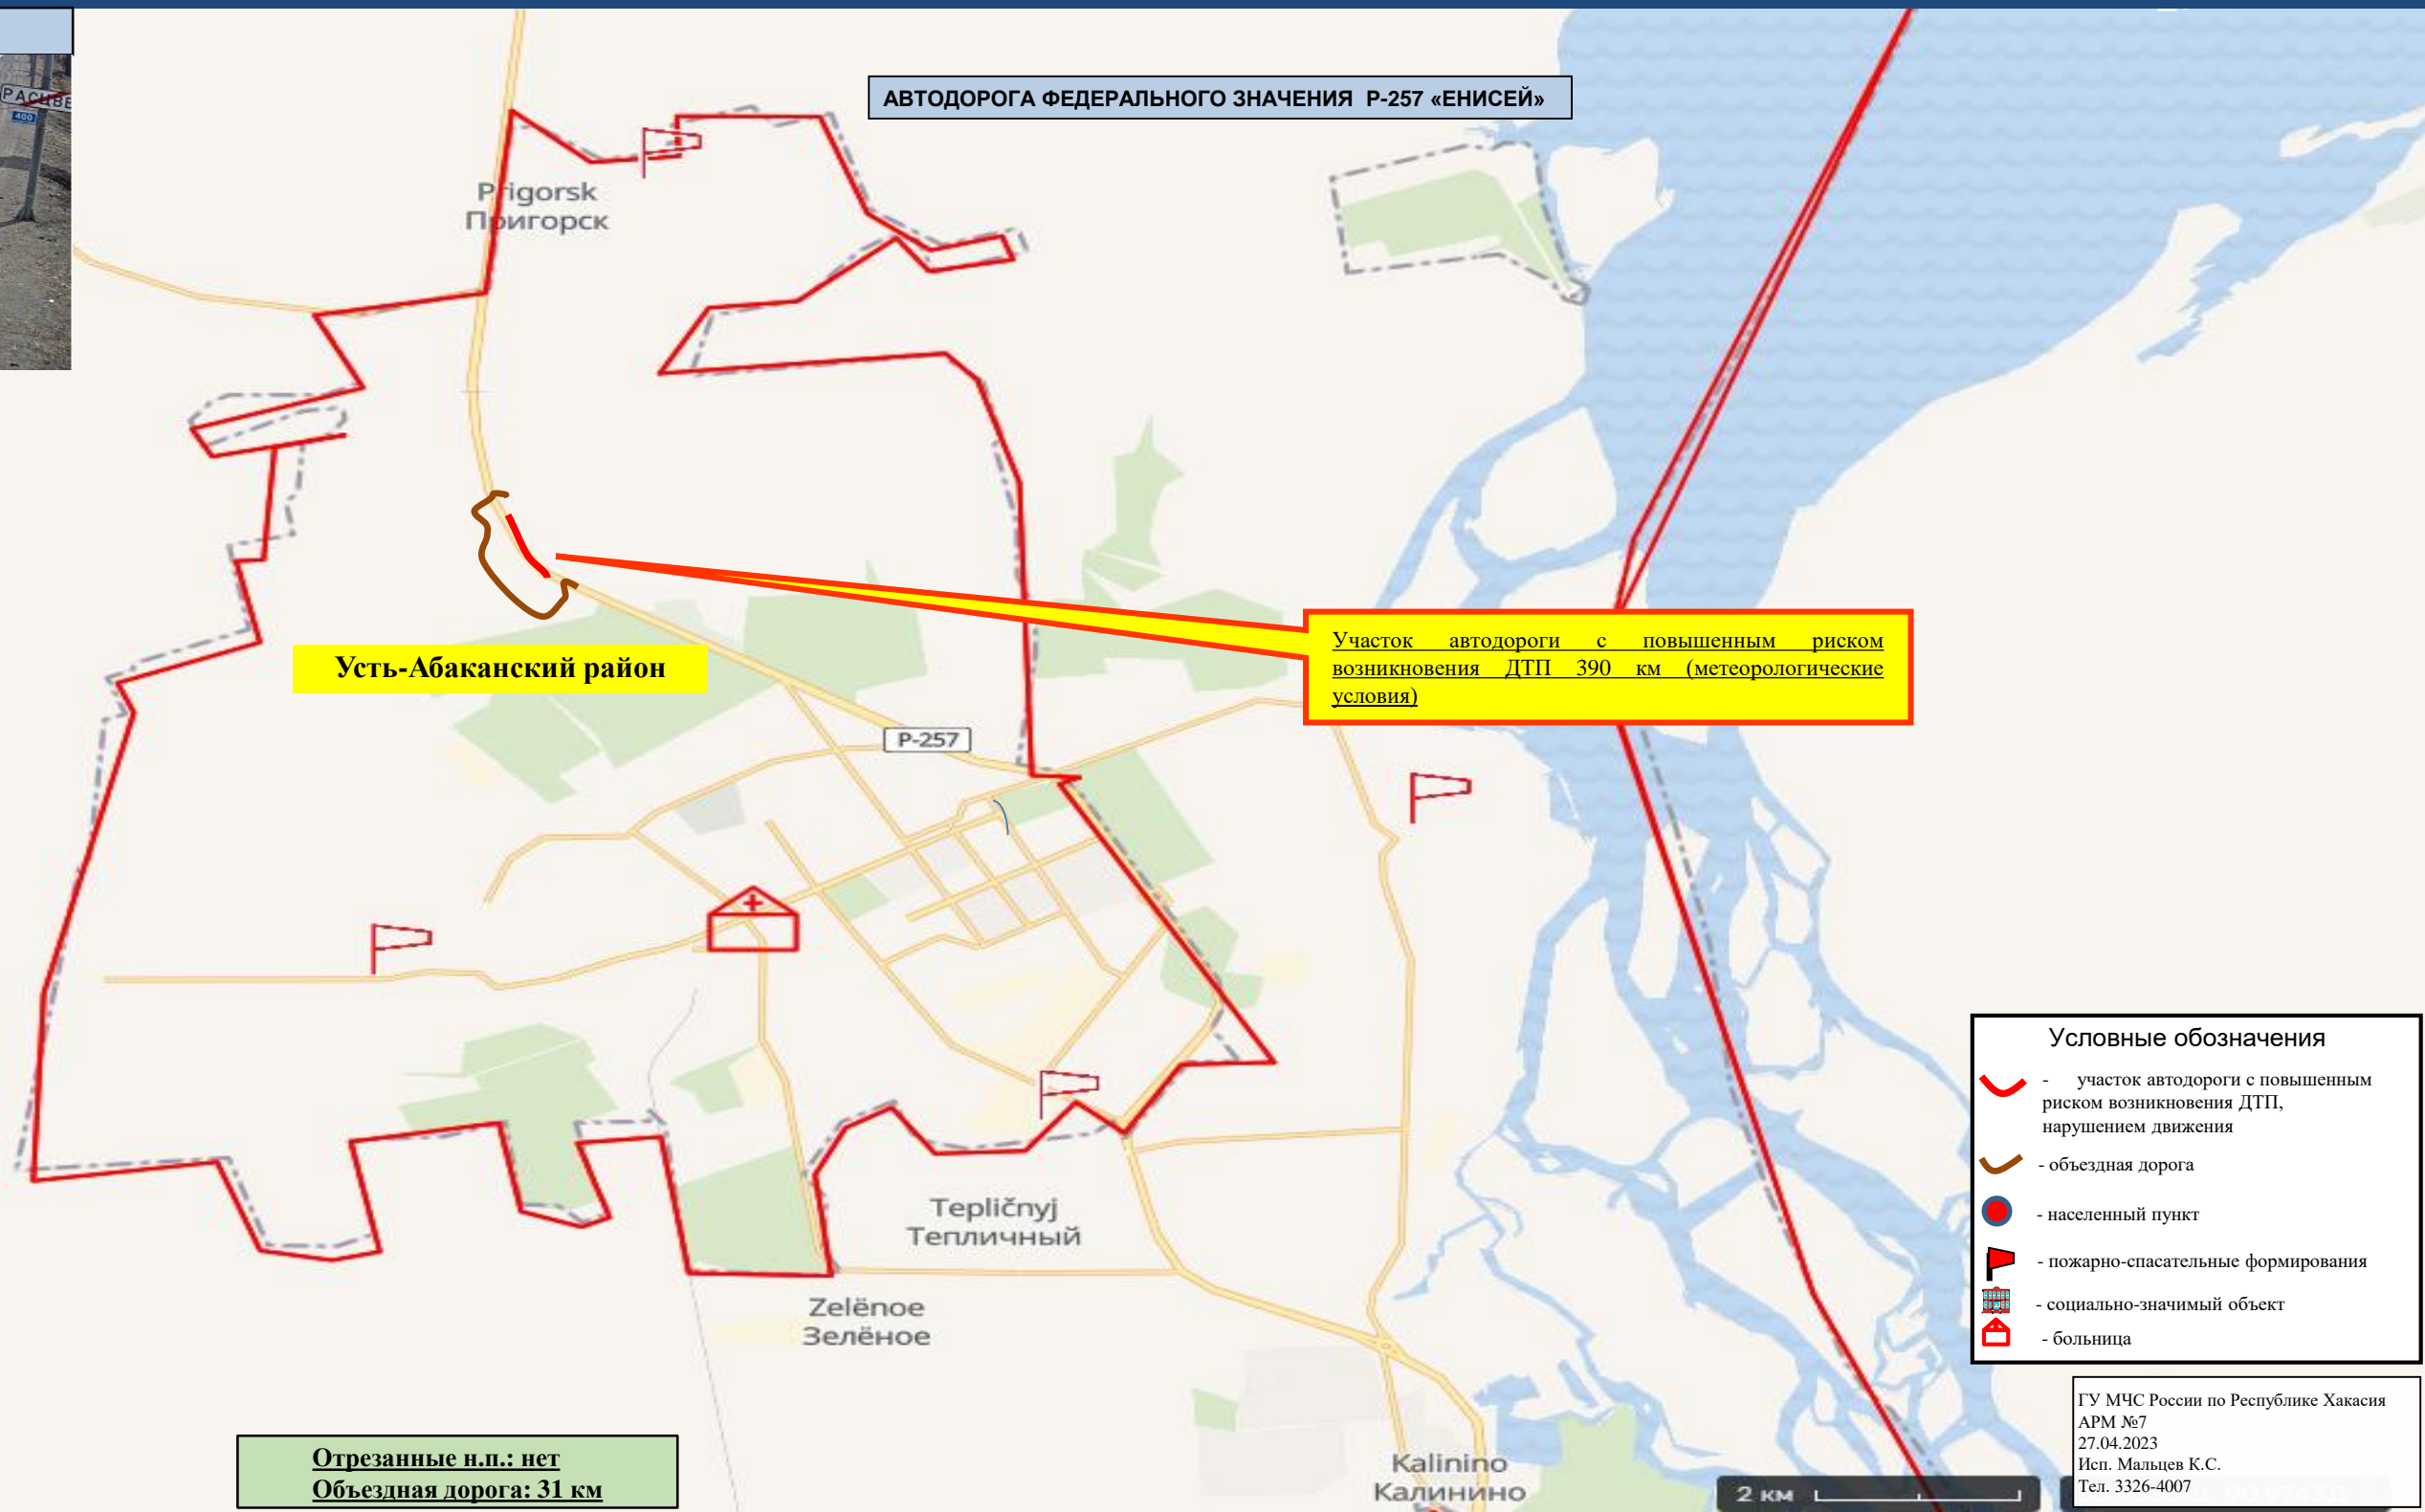 АВТОДОРОГА ФЕДЕРАЛЬНОГО ЗНАЧЕНИЯ Р-257 «ЕНИСЕЙ»
400
Prigorsk
Пригорск
Участок автодороги с повышенным риском
возникновения ДТП 390 км (метеорологические
условия)
Усть-Абаканский район
Р-257
Условные обозначения
- участок автодороги с повышенным
риском возникновения ДТП,
нарушением движения
- объездная дорога
- населенный пункт
- пожарно-спасательные формирования
- социально-значимый объект
- больница
Tepličnyj
Тепличный
Zelënoe
Зелёное
ГУ МЧС России по Республике Хакасия
АРМ №7
27.04.2023
Исп. Мальцев К.С.
Тел. 3326-4007
Отрезанные н.п.: нет
Объездная дорога: 31 км
Kalinino
Калинино
2 км